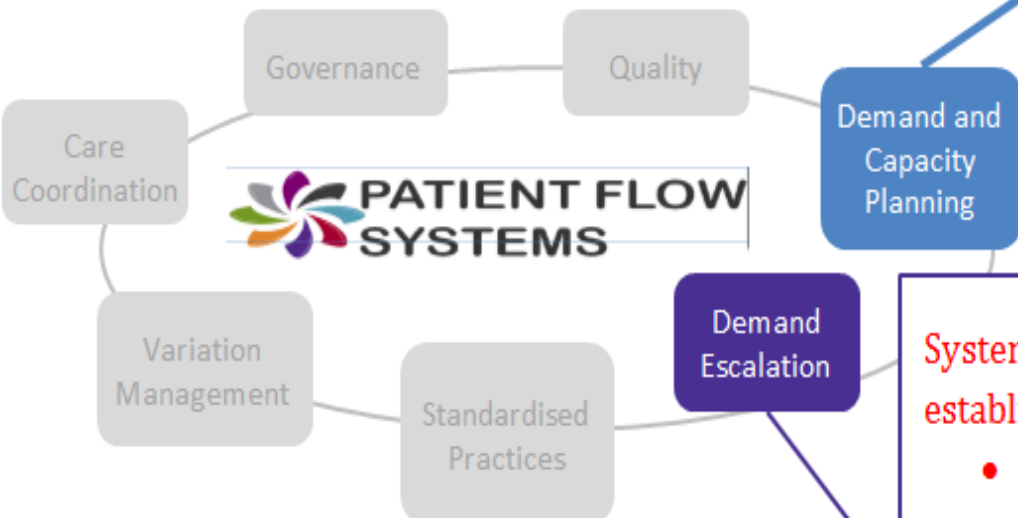 Governance
Quality
Demand and
Capacity
Planning
Care
Coordination
PATIENT FLOW
SYSTEMS
Demand
Escalation
Variation
Management
Standardised
Practices
•